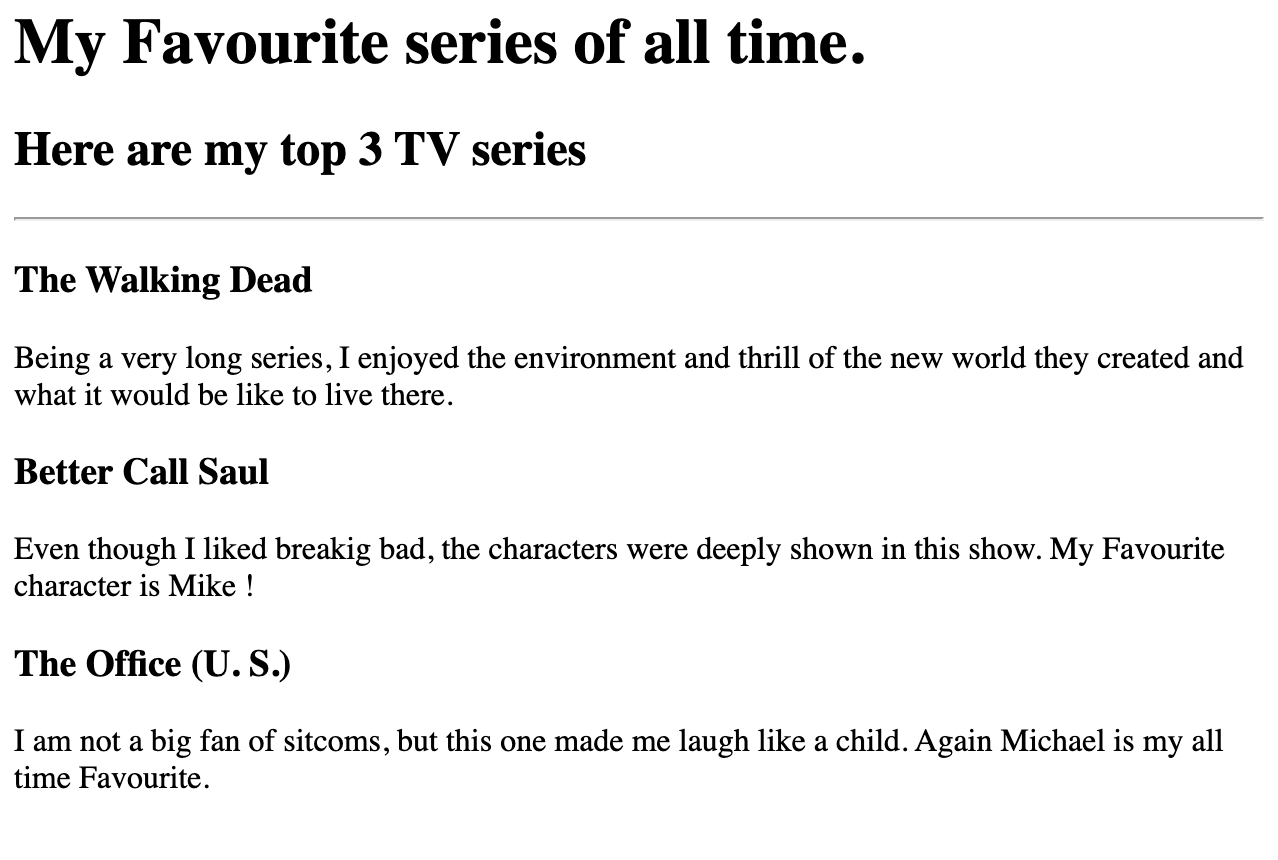 My Favourite series of all time.
Here are my top 3 TV series
The Walking Dead
Being a very long series, I enjoyed the environment and thrill of the new world they created and
what it would be like to live there.
Better Call Saul
Even though I liked breakig bad, the characters were deeply shown in this show. My Favourite
character is Mike !
The Office (U. S.)
I am not a big fan of sitcoms, but this one made me laugh like a child. Again Michael is my all
time Favourite.